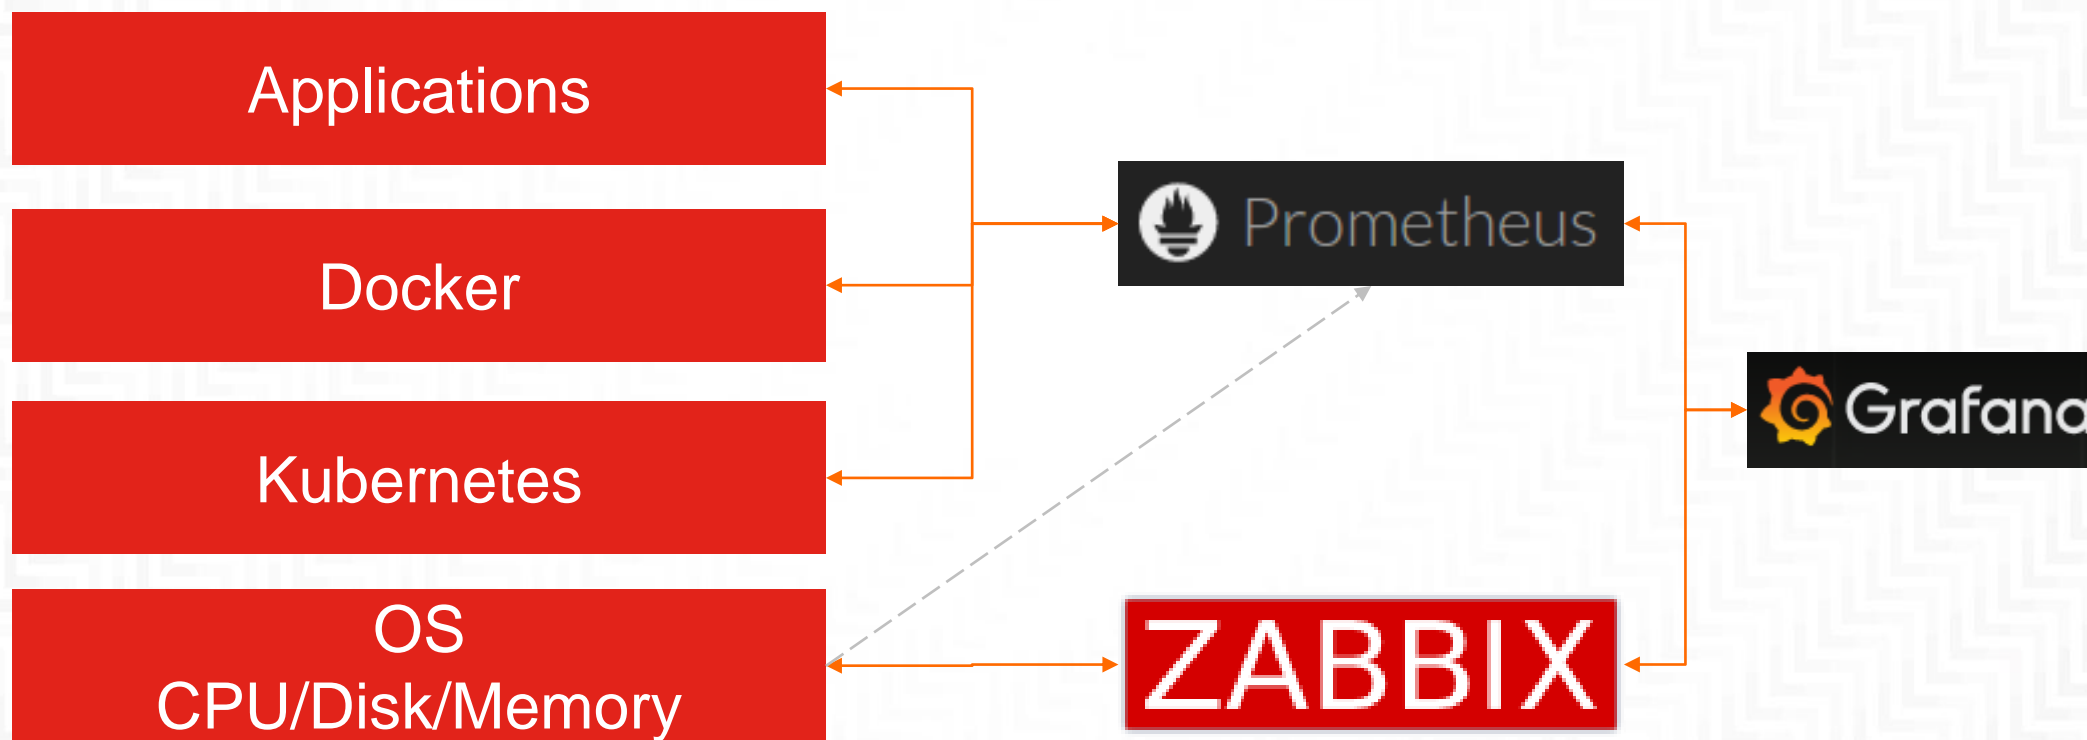 Applications
Prometheus
Docker
Grafana
Kubernetes
OS
CPU/Disk/Memory
ZABBIX